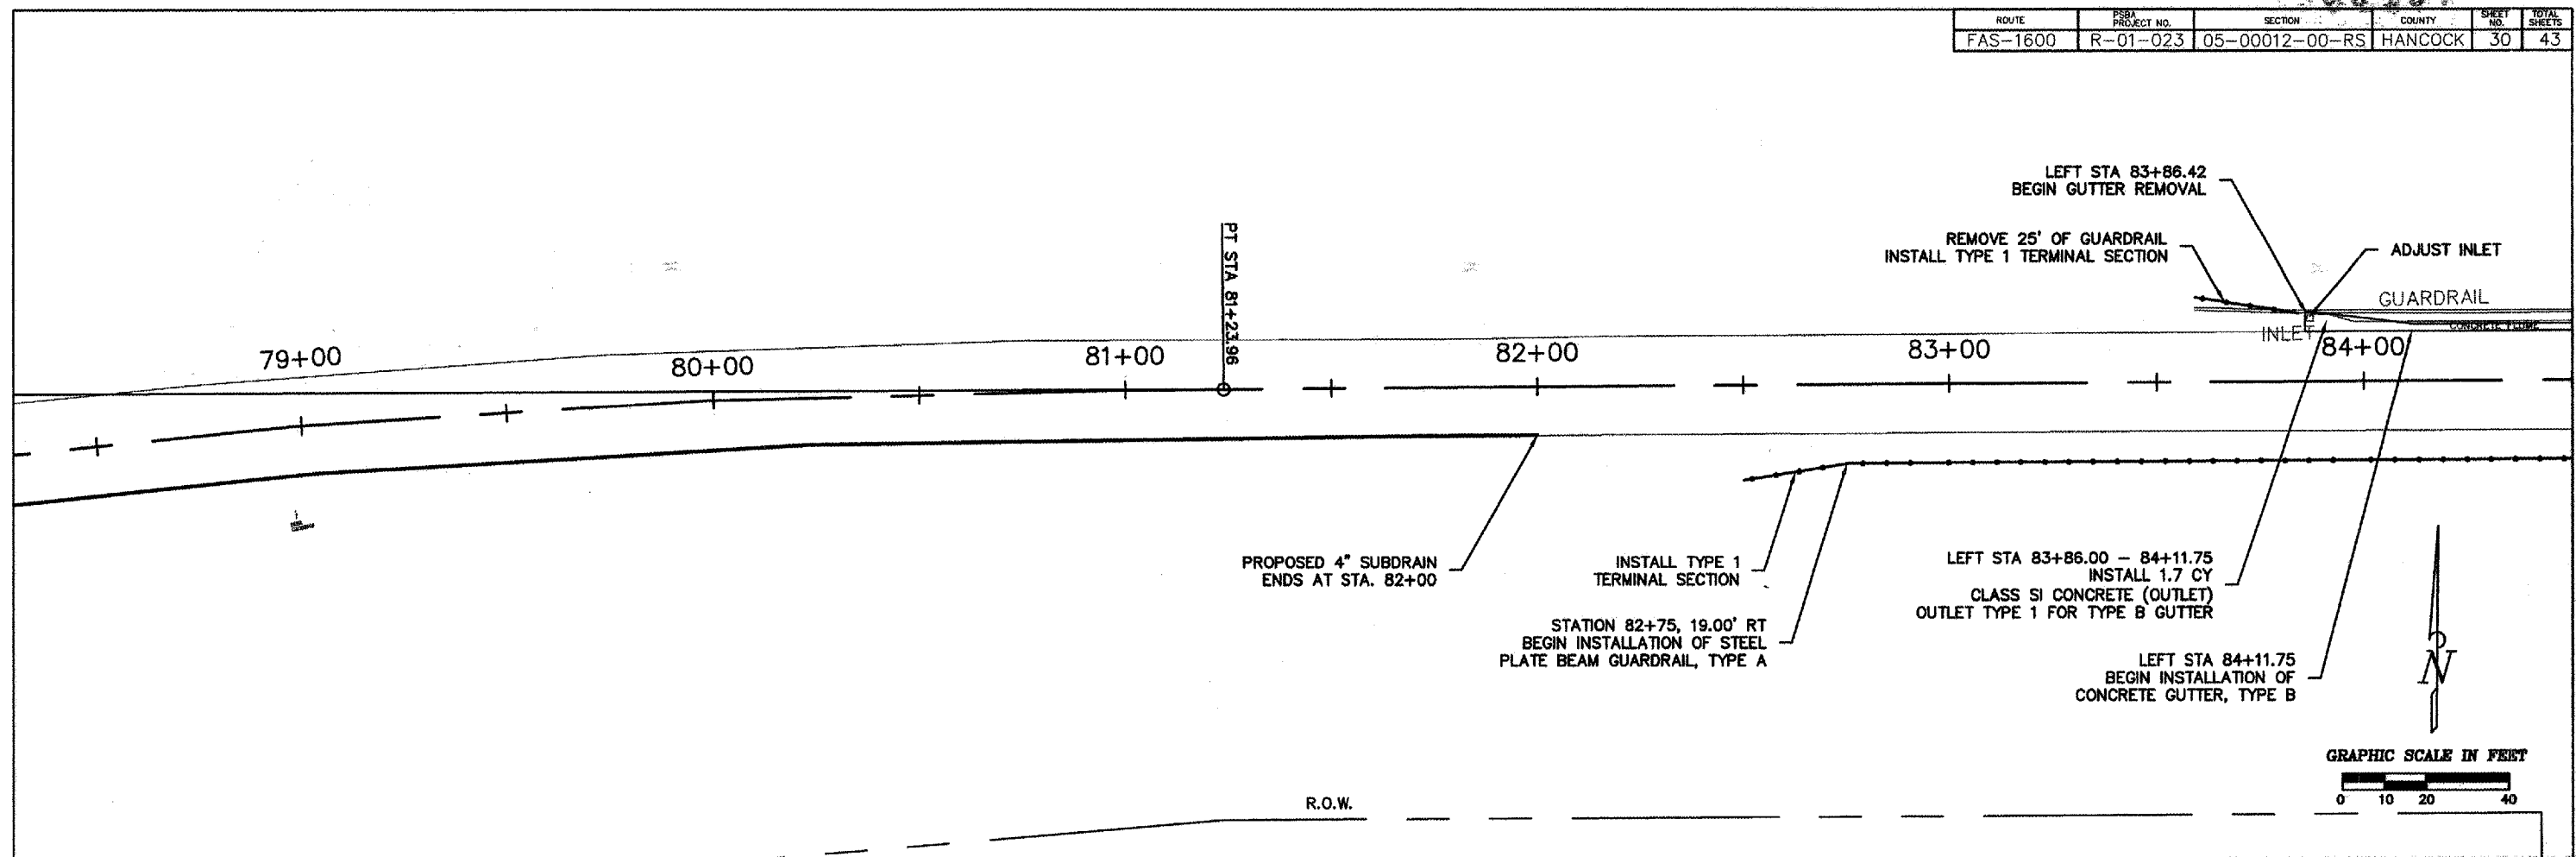 ROUTE PSBA PROJECT NO. SECTION COUNTY SHEET NO. TOTAL SHEETS
FAS-1600 R-01-023 05-00012-00-RS HANCOCK 30 43
LEFT STA 83+86.42
BEGIN GUTTER REMOVAL
REMOVE 25' OF GUARDRAIL
INSTALL TYPE 1 TERMINAL SECTION
ADJUST INLET
GUARDRAIL
CONCRETE FLUME
INLET
PT STA 81+23.96
79+00
80+00
81+00
82+00
83+00
84+00
PROPOSED 4" SUBDRAIN
ENDS AT STA. 82+00
INSTALL TYPE 1
TERMINAL SECTION
STATION 82+75, 19.00' RT
BEGIN INSTALLATION OF STEEL
PLATE BEAM GUARDRAIL, TYPE A
LEFT STA 83+86.00 - 84+11.75
INSTALL 1.7 CY
CLASS SI CONCRETE (OUTLET)
OUTLET TYPE 1 FOR TYPE B GUTTER
LEFT STA 84+11.75
BEGIN INSTALLATION OF
CONCRETE GUTTER, TYPE B
N
GRAPHIC SCALE IN FEET
0 10 20 40
R.O.W.